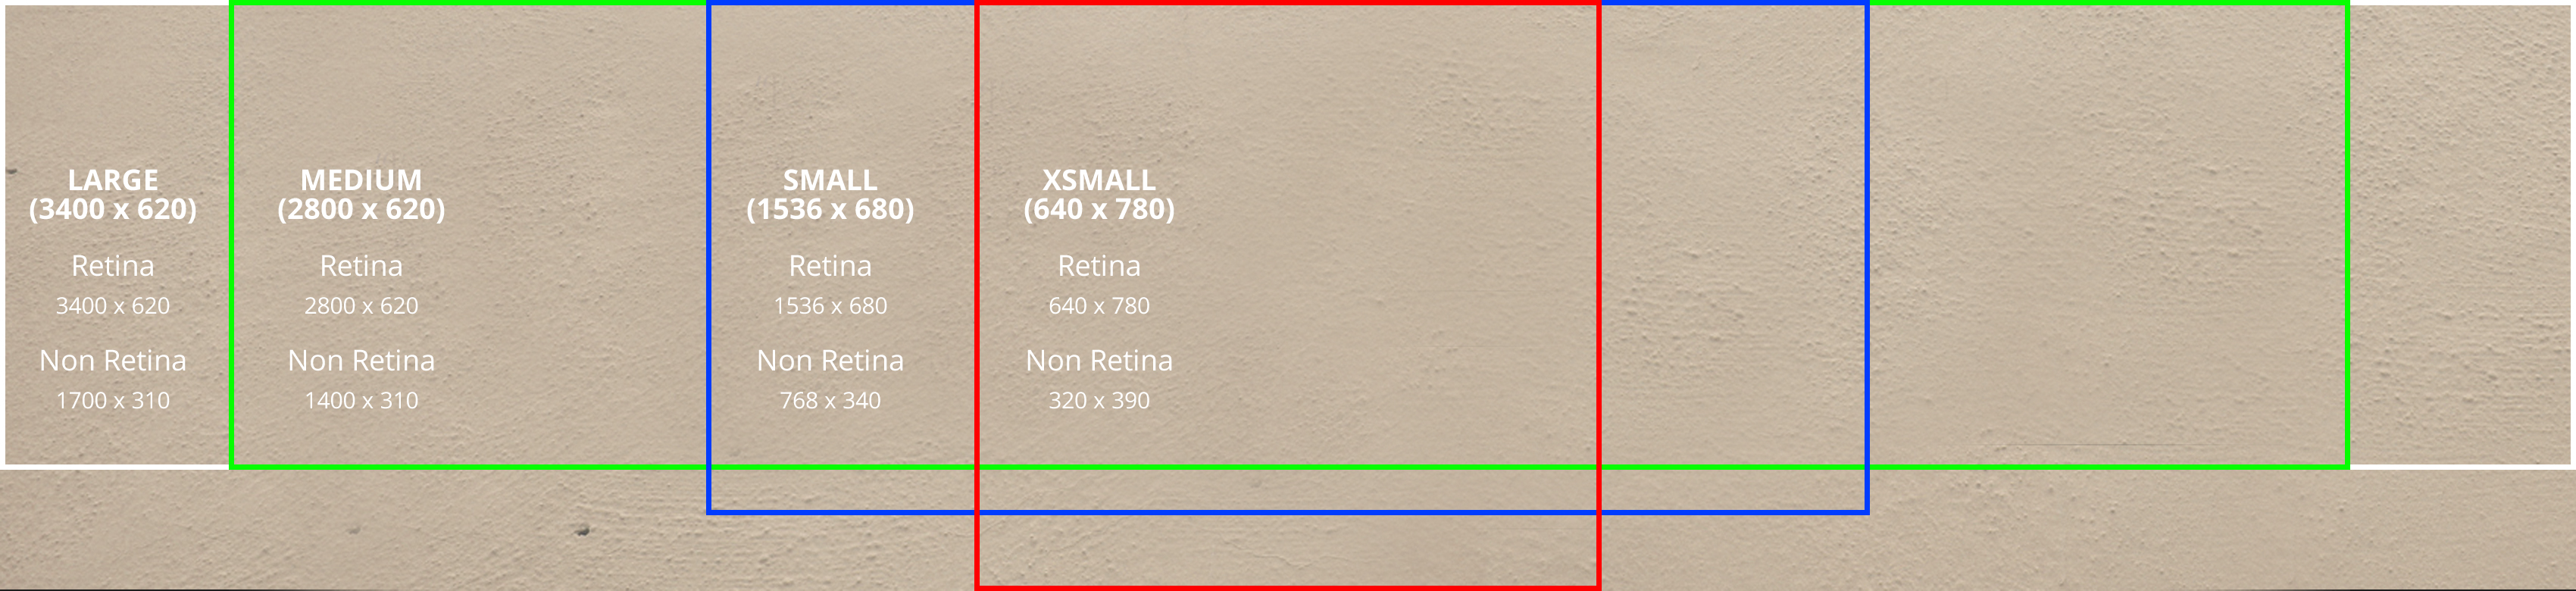 LARGE
(3400 x 620)
Retina
3400 x 620
Non Retina
1700 x 310
MEDIUM
(2800 x 620)
Retina
2800 x 620
Non Retina
1400 x 310
SMALL
(1536 x 680)
Retina
1536 x 680
Non Retina
768 x 340
XSMALL
(640 x 780)
Retina
640 x 780
Non Retina
320 x 390